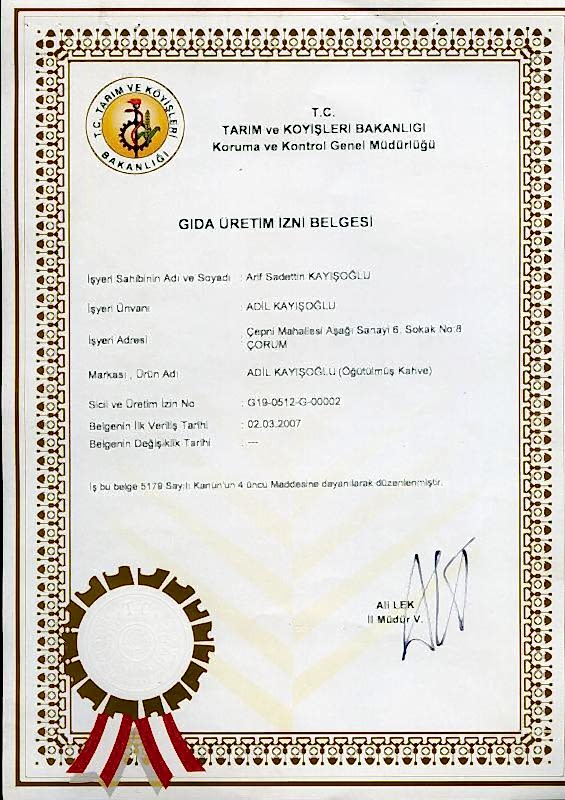 T.C. TARIM VE KÖYİŞLERİ BAKANLIĞI
T.C.
TARIM ve KÖYİŞLERİ BAKANLIGI
Koruma ve Kontrol Genel Müdürlüğü
GIDA ÜRETİM İZNİ BELGESİ
İşyeri Sahibinin Adı ve Soyadı : Arif Sadettin KAYIŞOĞLU
İşyeri Ünvanı : ADİL KAYIŞOĞLU
İşyeri Adresi : Çepni Mahallesi Aşağı Sanayi 6. Sokak No:8
ÇORUM
Markası , Ürün Adı : ADİL KAYIŞOĞLU (Öğütülmüş Kahve)
Sicil ve Üretim İzin No : G19-0512-G-00002
Belgenin İlk Veriliş Tarihi : 02.03.2007
Belgenin Değişiklik Tarihi : ---
İş bu belge 5179 Sayılı Kanun'un 4 üncü Maddesine dayanılarak düzenlenmiştir.
Ali LEK
İl Müdür V.